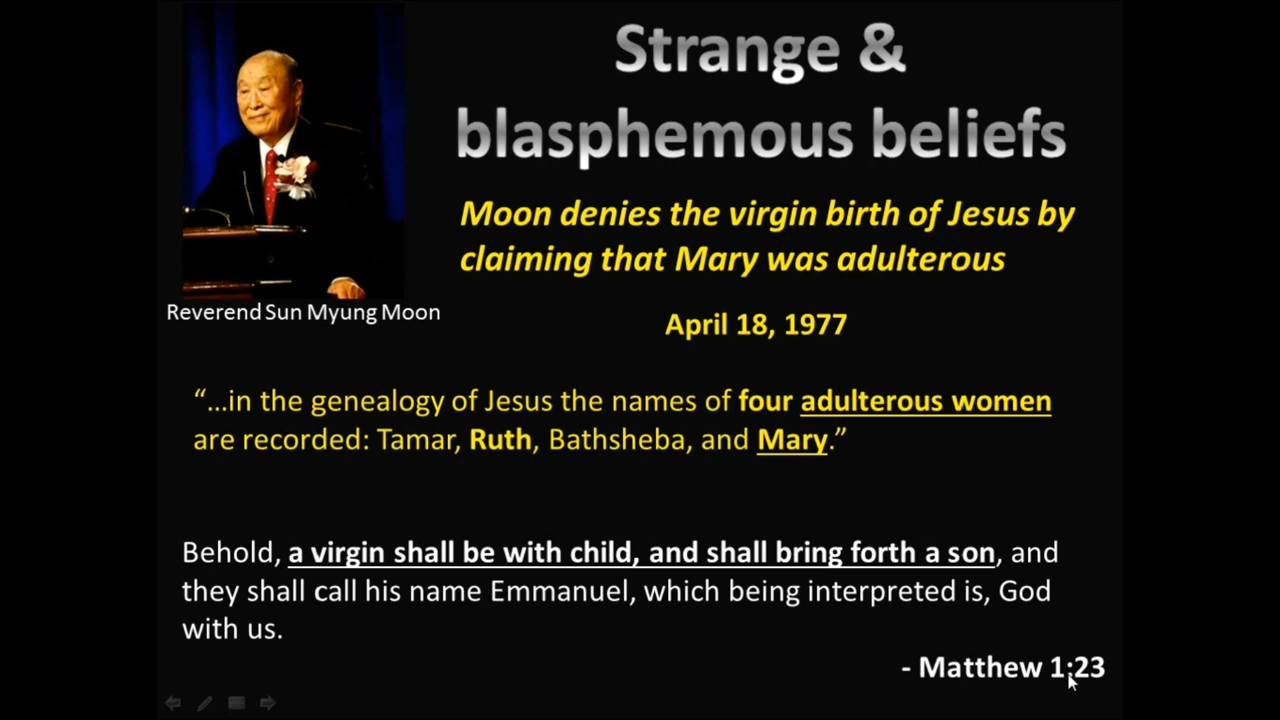 Strange &
blasphemous beliefs
Moon denies the virgin birth of Jesus by
claiming that Mary was adulterous
Reverend Sun Myung Moon
April 18, 1977
“...in the genealogy of Jesus the names of four adulterous women
are recorded: Tamar, Ruth, Bathsheba, and Mary.”
Behold, a virgin shall be with child, and shall bring forth a son, and
they shall call his name Emmanuel, which being interpreted is, God
with us.
- Matthew 1:23